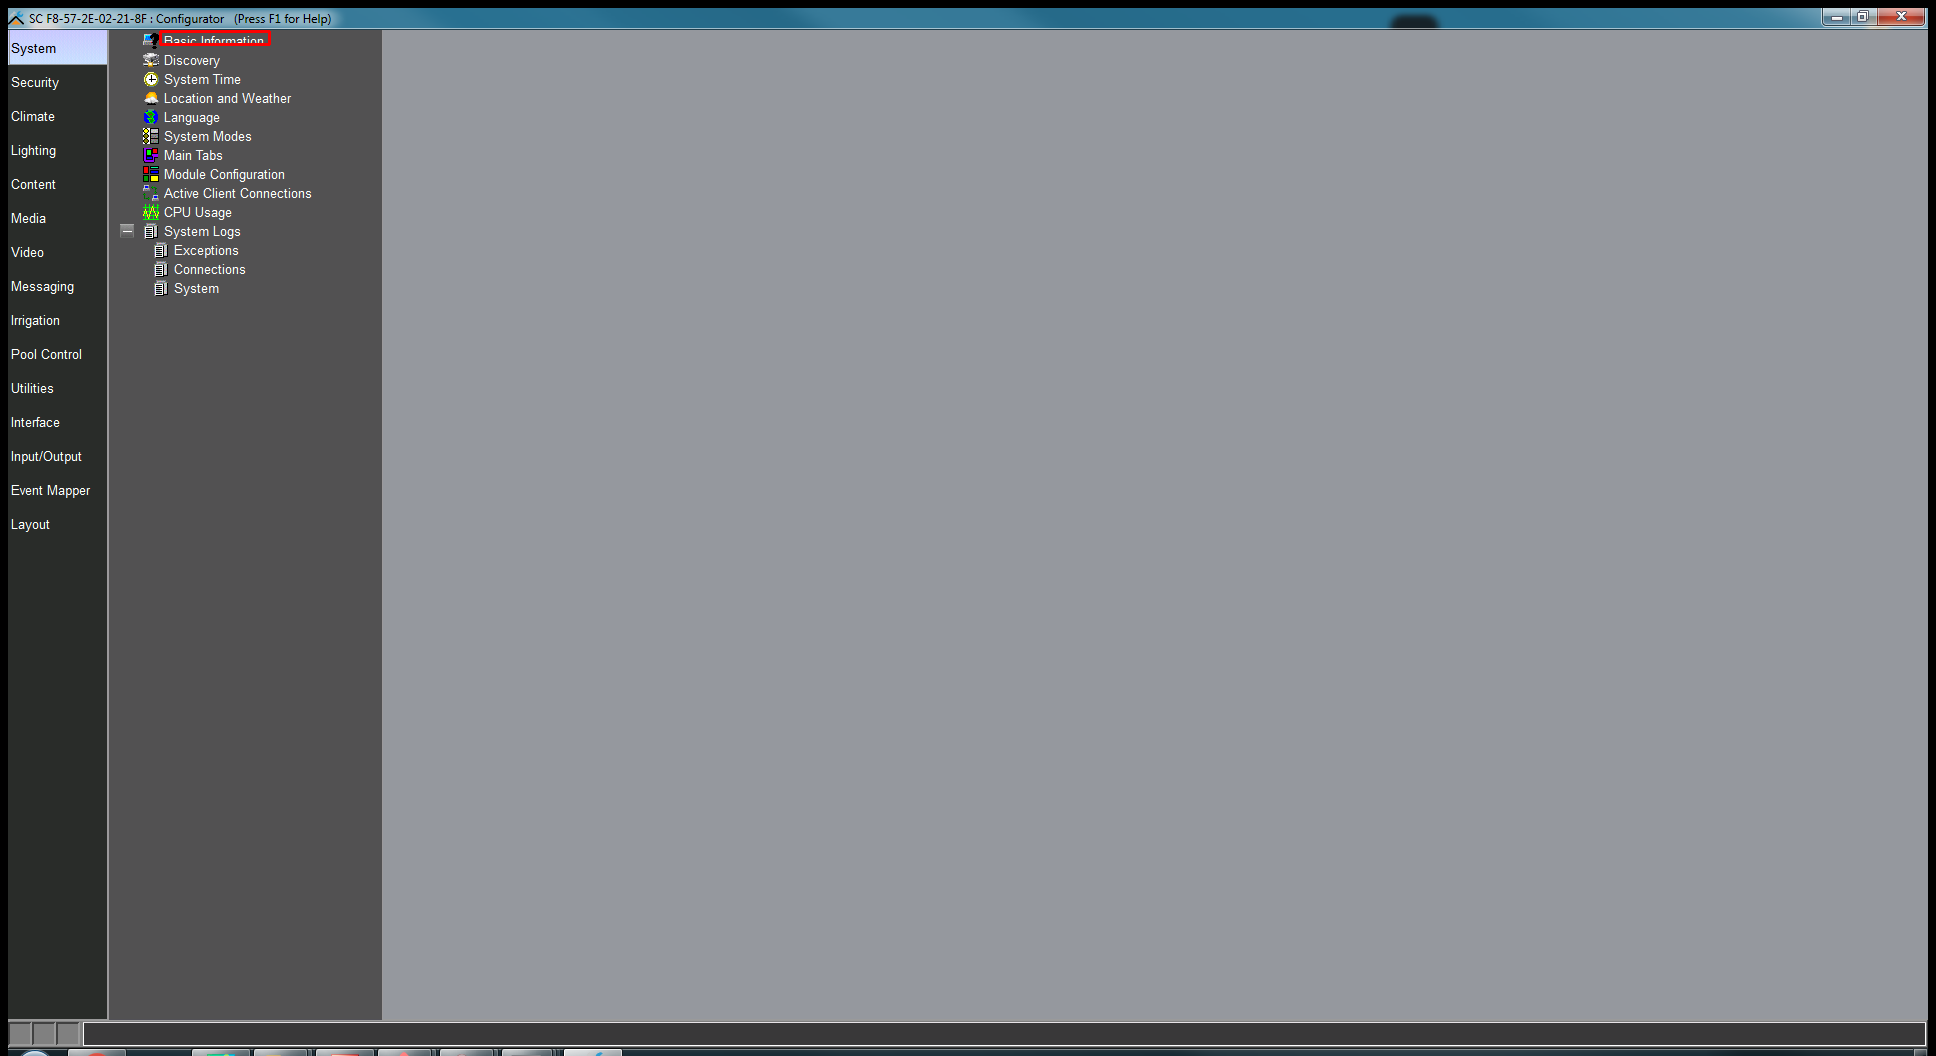 SC F8-57-2E-02-21-8F : Configurator   (Press F1 for Help)
System
Security
Climate
Lighting
Content
Media
Video
Messaging
Irrigation
Pool Control
Utilities
Interface
Input/Output
Event Mapper
Layout
Basic Information
Discovery
System Time
Location and Weather
Language
System Modes
Main Tabs
Module Configuration
Active Client Connections
CPU Usage
System Logs
Exceptions
Connections
System